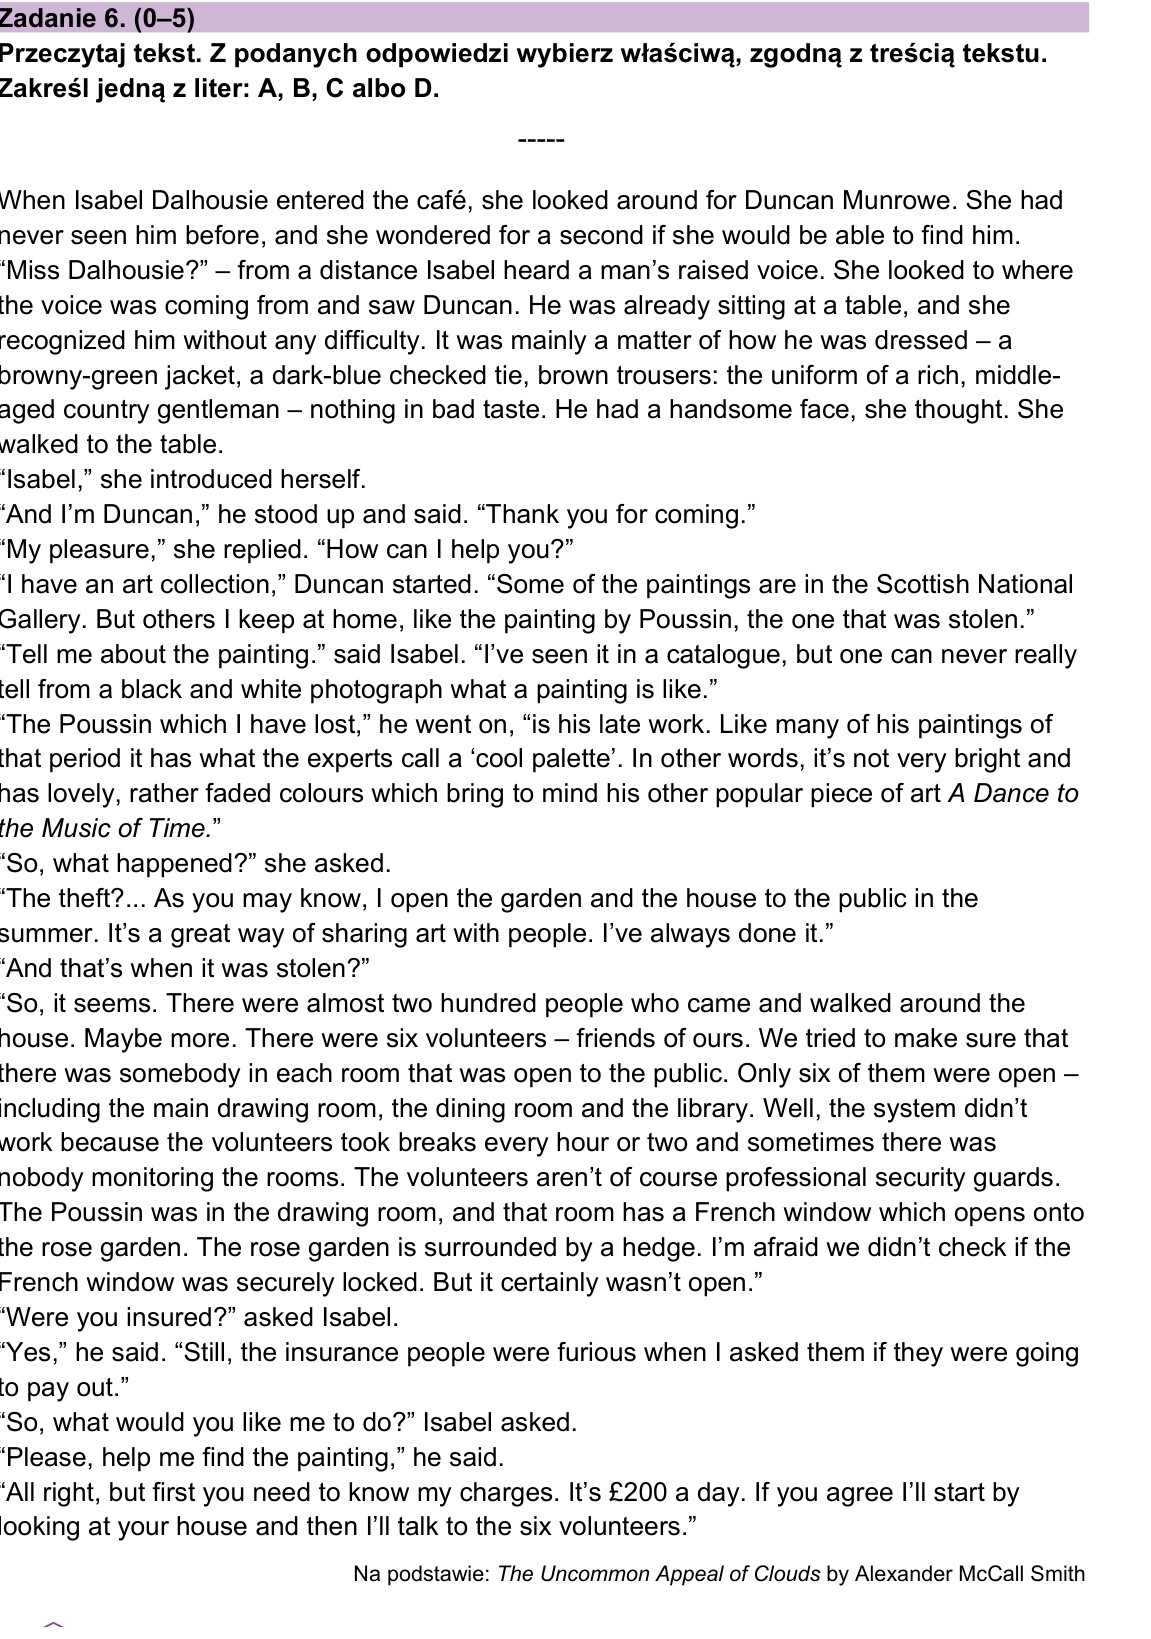 Zadanie 6. (0–5)
Przeczytaj tekst. Z podanych odpowiedzi wybierz właściwą, zgodną z treścią tekstu.
Zakreśl jedną z liter: A, B, C albo D.
-----
When Isabel Dalhousie entered the café, she looked around for Duncan Munrowe. She had
never seen him before, and she wondered for a second if she would be able to find him.
“Miss Dalhousie?” – from a distance Isabel heard a man’s raised voice. She looked to where
the voice was coming from and saw Duncan. He was already sitting at a table, and she
recognized him without any difficulty. It was mainly a matter of how he was dressed – a
browny-green jacket, a dark-blue checked tie, brown trousers: the uniform of a rich, middle-
aged country gentleman – nothing in bad taste. He had a handsome face, she thought. She
walked to the table.
“Isabel,” she introduced herself.
“And I’m Duncan,” he stood up and said. “Thank you for coming.”
“My pleasure,” she replied. “How can I help you?”
“I have an art collection,” Duncan started. “Some of the paintings are in the Scottish National
Gallery. But others I keep at home, like the painting by Poussin, the one that was stolen.”
“Tell me about the painting.” said Isabel. “I’ve seen it in a catalogue, but one can never really
tell from a black and white photograph what a painting is like.”
“The Poussin which I have lost,” he went on, “is his late work. Like many of his paintings of
that period it has what the experts call a ‘cool palette’. In other words, it’s not very bright and
has lovely, rather faded colours which bring to mind his other popular piece of art A Dance to
the Music of Time.”
“So, what happened?” she asked.
“The theft?... As you may know, I open the garden and the house to the public in the
summer. It’s a great way of sharing art with people. I’ve always done it.”
“And that’s when it was stolen?”
“So, it seems. There were almost two hundred people who came and walked around the
house. Maybe more. There were six volunteers – friends of ours. We tried to make sure that
there was somebody in each room that was open to the public. Only six of them were open –
including the main drawing room, the dining room and the library. Well, the system didn’t
work because the volunteers took breaks every hour or two and sometimes there was
nobody monitoring the rooms. The volunteers aren’t of course professional security guards.
The Poussin was in the drawing room, and that room has a French window which opens onto
the rose garden. The rose garden is surrounded by a hedge. I’m afraid we didn’t check if the
French window was securely locked. But it certainly wasn’t open.”
“Were you insured?” asked Isabel.
“Yes,” he said. “Still, the insurance people were furious when I asked them if they were going
to pay out.”
“So, what would you like me to do?” Isabel asked.
“Please, help me find the painting,” he said.
“All right, but first you need to know my charges. It’s £200 a day. If you agree I’ll start by
looking at your house and then I’ll talk to the six volunteers.”
Na podstawie: The Uncommon Appeal of Clouds by Alexander McCall Smith